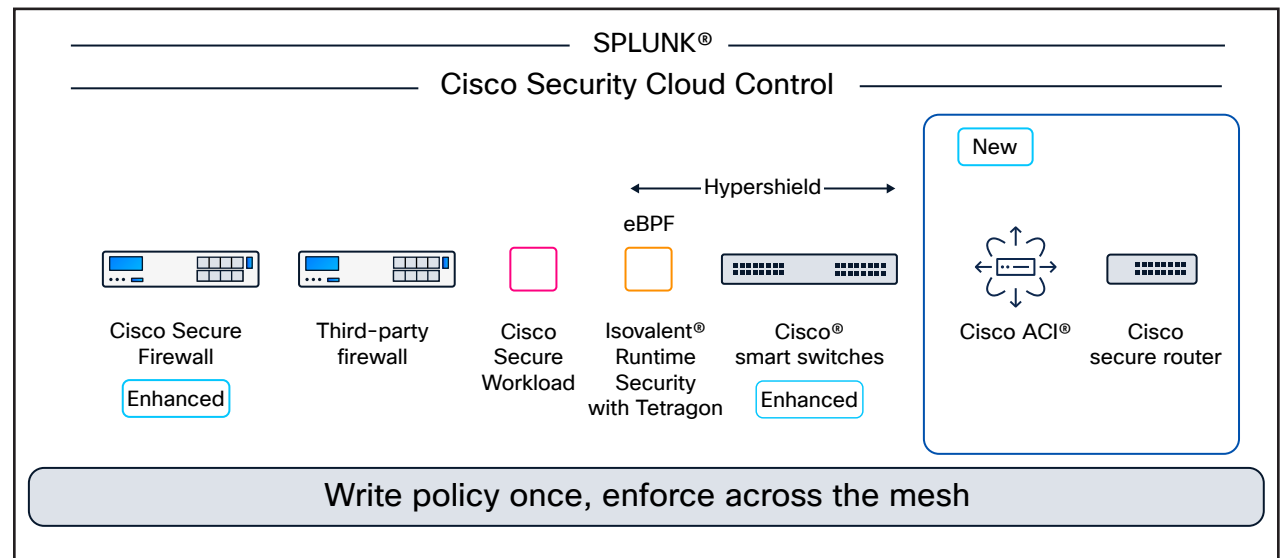 SPLUNK®
Cisco Security Cloud Control
New
Hypershield
eBPF
Cisco Secure
Firewall
Enhanced
Third-party
firewall
Cisco
Secure
Workload
Isovalent®
Runtime
Security
with Tetragon
Cisco®
smart switches
Enhanced
Cisco ACI®
Cisco
secure router
Write policy once, enforce across the mesh